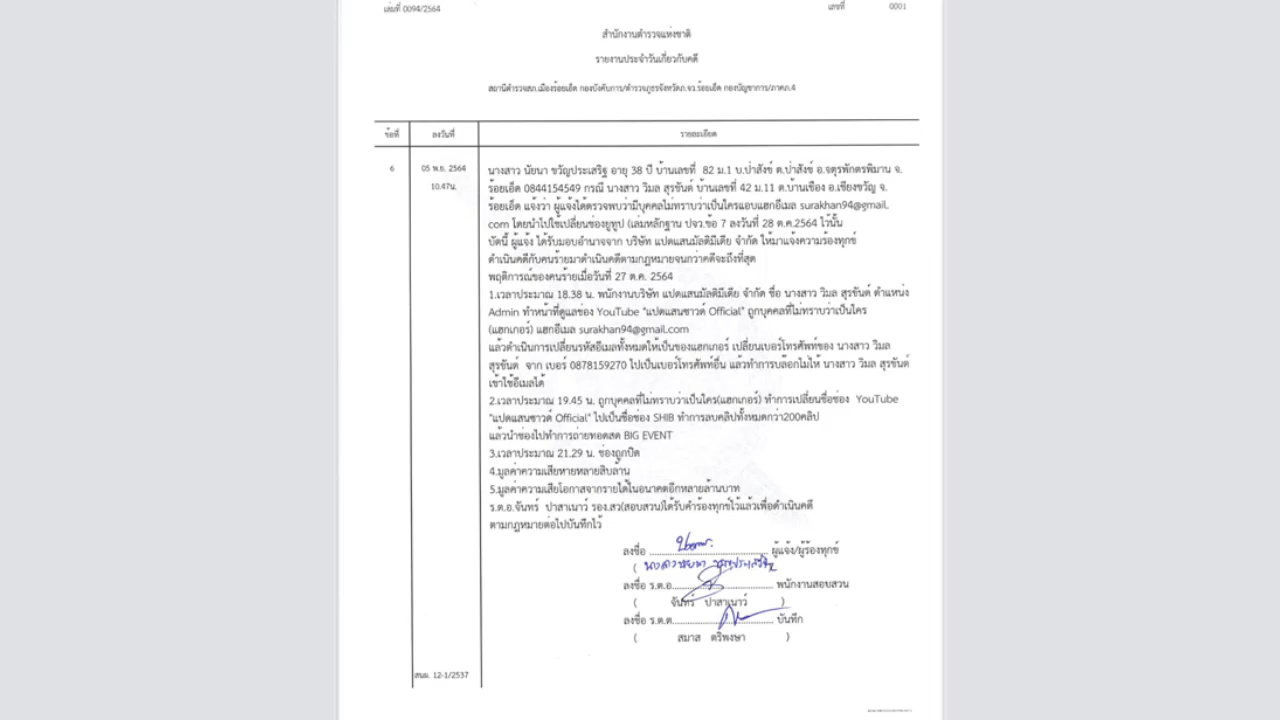 เล่มที่ 0094/2564
เลขที่ 0001
สำนักงานตำรวจแห่งชาติ
รายงานประจำวันเกี่ยวกับคดี
สถานีตำรวจสภ.เมืองร้อยเอ็ด กองบังคับการ/ตำรวจภูธรจังหวัดภ.จว.ร้อยเอ็ด กองบัญชาการ/ภาคภ.4
ข้อที่ ลงวันที่ รายละเอียด
6 05 พ.ย. 2564
10.47น.
นางสาว นัยนา ขวัญประเสริฐ อายุ 38 ปี บ้านเลขที่ 82 ม.1 บ.ป่าสังข์ ต.ป่าสังข์ อ.จตุรพักตรพิมาน จ.
ร้อยเอ็ด 0844154549 กรณี นางสาว วิมล สุรขันต์ บ้านเลขที่ 42 ม.11 ต.บ้านเขือง อ.เชียงขวัญ จ.
ร้อยเอ็ด แจ้งว่า ผู้แจ้งได้ตรวจพบว่ามีบุคคลไม่ทราบว่าเป็นใครแอบแฮกอีเมล surakhan94@gmail.
com โดยนำไปใช้เปลี่ยนช่องยูทูป (เล่มหลักฐาน ปจว.ข้อ 7 ลงวันที่ 28 ต.ค.2564 ไว้นั้น
บัดนี้ ผู้แจ้ง ได้รับมอบอำนาจจาก บริษัท แปดแสนมัลติมีเดีย จำกัด ให้มาแจ้งความร้องทุกข์
ดำเนินคดีกับคนร้ายมาดำเนินคดีตามกฎหมายจนกว่าคดีจะถึงที่สุด
พฤติการณ์ของคนร้ายเมื่อวันที่ 27 ต.ค. 2564
1.เวลาประมาณ 18.38 น. พนักงานบริษัท แปดแสนมัลติมีเดีย จำกัด ชื่อ นางสาว วิมล สุรขันต์ ตำแหน่ง
Admin ทำหน้าที่ดูแลช่อง YouTube "แปดแสนซาวด์ Official" ถูกบุคคลที่ไม่ทราบว่าเป็นใคร
(แฮกเกอร์) แฮกอีเมล surakhan94@gmail.com
แล้วดำเนินการเปลี่ยนรหัสอีเมลทั้งหมดให้เป็นของแฮกเกอร์ เปลี่ยนเบอร์โทรศัพท์ของ นางสาว วิมล
สุรขันต์ จาก เบอร์ 0878159270 ไปเป็นเบอร์โทรศัพท์อื่น แล้วทำการบล๊อกไม่ให้ นางสาว วิมล สุรขันต์
เข้าใช้อีเมลได้
2.เวลาประมาณ 19.45 น. ถูกบุคคลที่ไม่ทราบว่าเป็นใคร(แฮกเกอร์) ทำการเปลี่ยนชื่อช่อง YouTube
"แปดแสนซาวด์ Official" ไปเป็นชื่อช่อง SHIB ทำการลบคลิปทั้งหมดกว่า200คลิป
แล้วนำช่องไปทำการถ่ายทอดสด BIG EVENT
3.เวลาประมาณ 21.29 น. ช่องถูกปิด
4.มูลค่าความเสียหายหลายสิบล้าน
5.มูลค่าความเสียโอกาสจากรายได้ในอนาคตอีกหลายล้านบาท
ร.ต.อ.จันทร์ ปาสาเนาว์ รอง.สว(สอบสวน)ได้รับคำร้องทุกข์ไว้แล้วเพื่อดำเนินคดี
ตามกฎหมายต่อไปบันทึกไว้
ลงชื่อ ........................................ ผู้แจ้ง/ผู้ร้องทุกข์
( นางสาวนัยนา ขวัญประเสริฐ
ลงชื่อ ร.ต.อ................................... พนักงานสอบสวน
( จันทร์ ปาสาเนาว์ )
ลงชื่อ ร.ต.ต................................... บันทึก
( สมาส ตรีพงษา )
สนผ. 12-1/2537